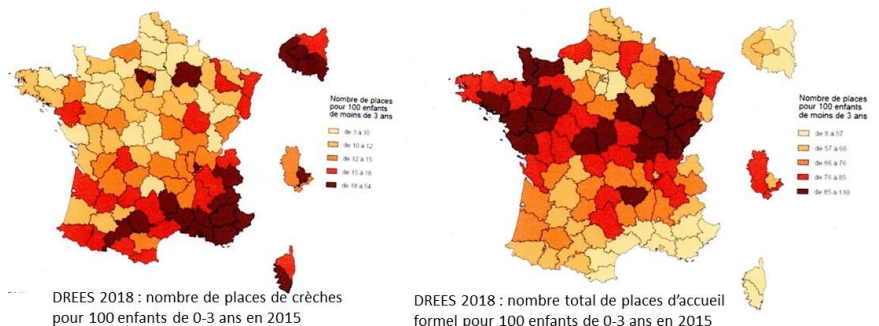 Nombre de places
pour 100 enfants
de moins de 3 ans
de 3 à 10
de 10 à 12
de 12 à 15
de 15 à 18
de 18 à 54
DREES 2018 : nombre de places de crèches
pour 100 enfants de 0-3 ans en 2015
Nombre de places
pour 100 enfants
de moins de 3 ans
de 8 à 57
de 57 à 66
de 66 à 76
de 76 à 85
de 85 à 118
DREES 2018 : nombre total de places d'accueil
formel pour 100 enfants de 0-3 ans en 2015